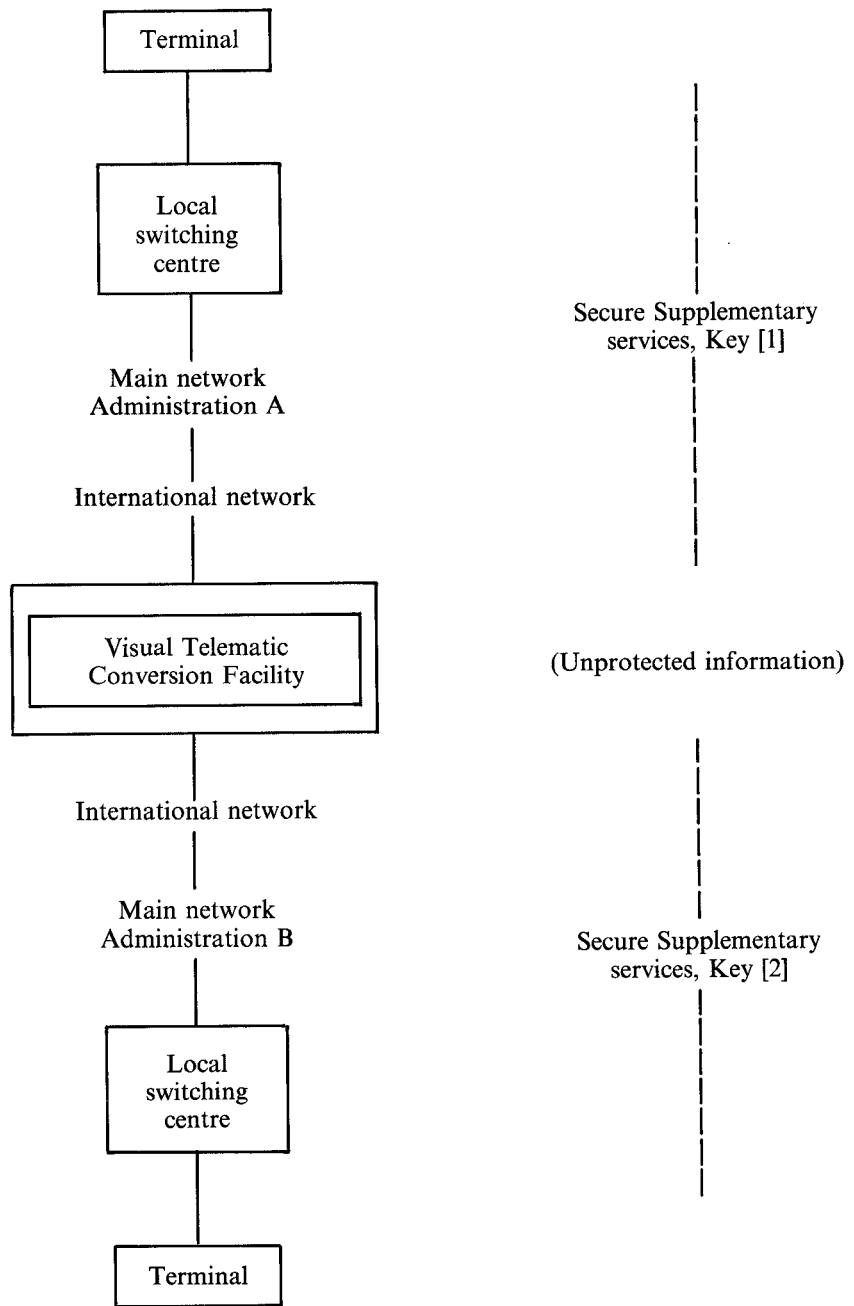 Terminal
Local
switching
centre
Secure Supplementary
services, Key [1]
Main network
Administration A
International network
Visual Telematic
Conversion Facility
(Unprotected information)
International network
Main network
Administration B
Secure Supplementary
services, Key [2]
Local
switching
centre
Terminal